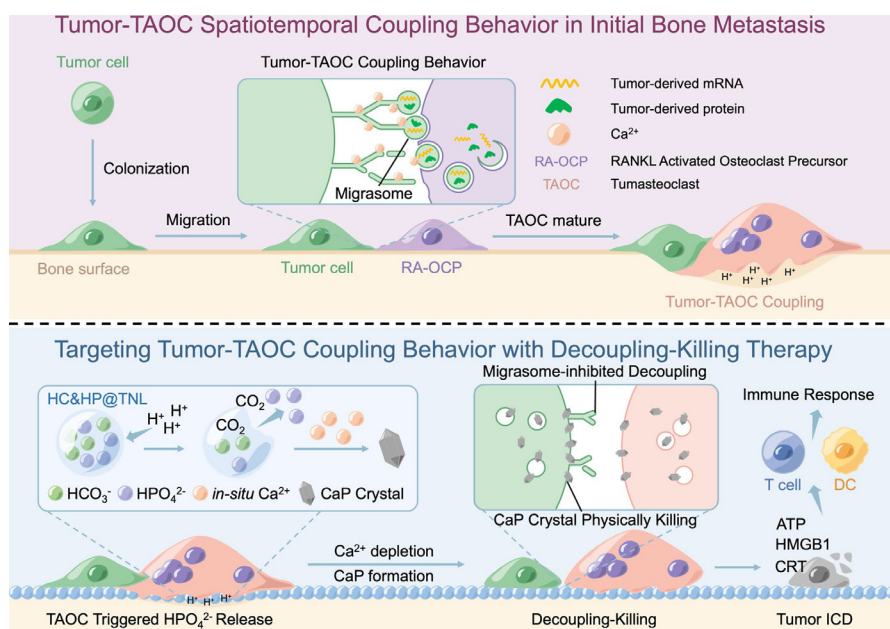 Tumor-TAOC Spatiotemporal Coupling Behavior in Initial Bone Metastasis
Tumor cell
Colonization
Migration
Bone surface
Tumor-TAOC Coupling Behavior
Migrasome
Tumor cell
RA-OCP
TAOC mature
Tumor-derived mRNA
Tumor-derived protein
Ca²⁺
RA-OCP RANKL Activated Osteoclast Precursor
TAOC Tumasteoclast
H⁺ H⁺ H⁺ H⁺ H⁺
Tumor-TAOC Coupling
Targeting Tumor-TAOC Coupling Behavior with Decoupling-Killing Therapy
HC&HP@TNL
H⁺ H⁺
H⁺
CO₂
CO₂
HCO₃⁻ HPO₄²⁻ in-situ Ca²⁺ CaP Crystal
H⁺ H⁺ H⁺
TAOC Triggered HPO₄²⁻ Release
Ca²⁺ depletion
CaP formation
Migrasome-inhibited Decoupling
CaP Crystal Physically Killing
Decoupling-Killing
Immune Response
T cell
DC
ATP
HMGB1
CRT
Tumor ICD